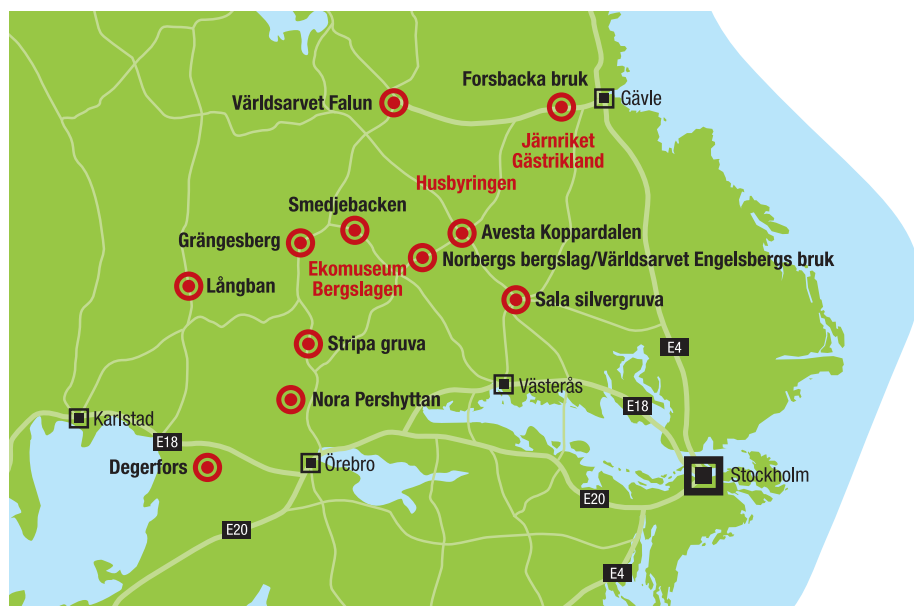 Forsbacka bruk
Världsarvet Falun
Gävle
Järnriket
Gästrikland
Husbyringen
Smedjebacken
Avesta Koppardalen
Grängesberg
Norbergs bergslag/Världsarvet Engelsbergs bruk
Ekomuseum
Bergslagen
Långban
Sala silvergruva
Stripa gruva
E4
Västerås
Nora Pershyttan
E18
Karlstad
E18
Degerfors
Örebro
Stockholm
E20
E20
E4